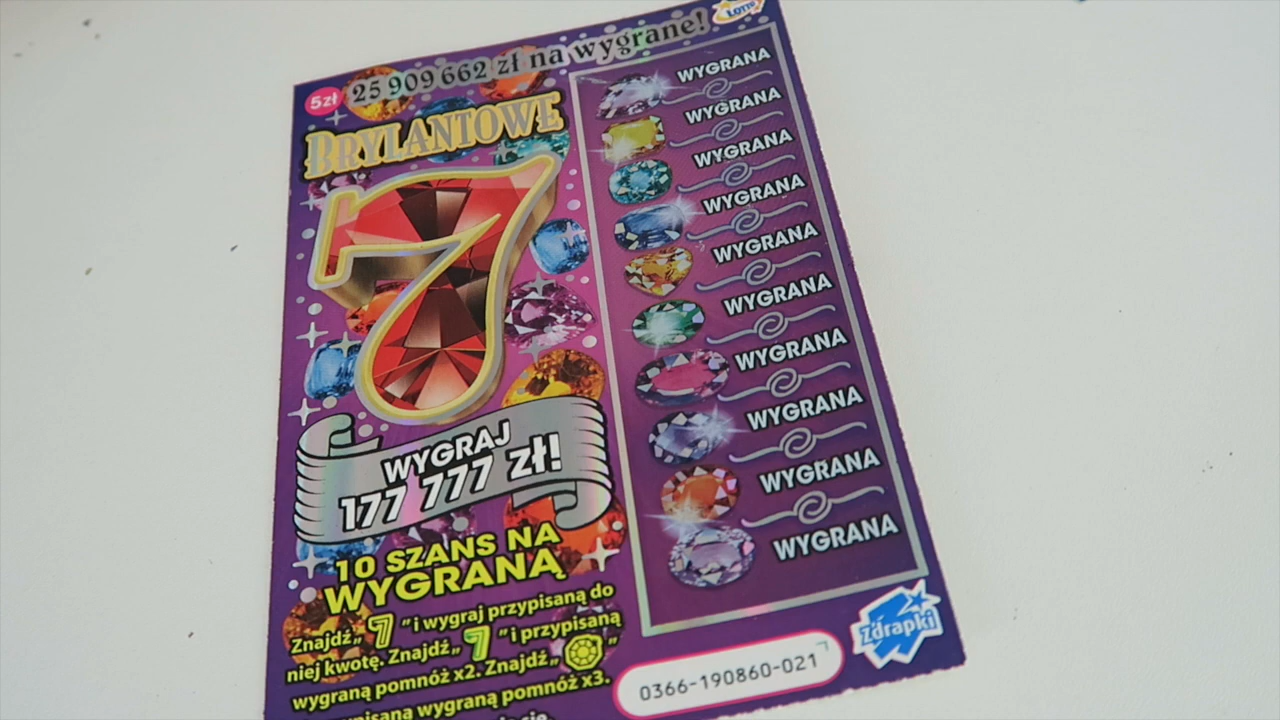 5zł 25 909 662 zł na wygrane!
LOTTO
BRYLANTOWE
7
WYGRAJ
177 777 zł!
10 SZANS NA
WYGRANĄ
Znajdź „7” i wygraj przypisaną do
niej kwotę. Znajdź „7” i przypisaną
wygraną pomnóż x2. Znajdź „ ”
przypisaną wygraną pomnóż x3.
WYGRANA
WYGRANA
WYGRANA
WYGRANA
WYGRANA
WYGRANA
WYGRANA
WYGRANA
WYGRANA
WYGRANA
Zdrapki
0366-190860-021